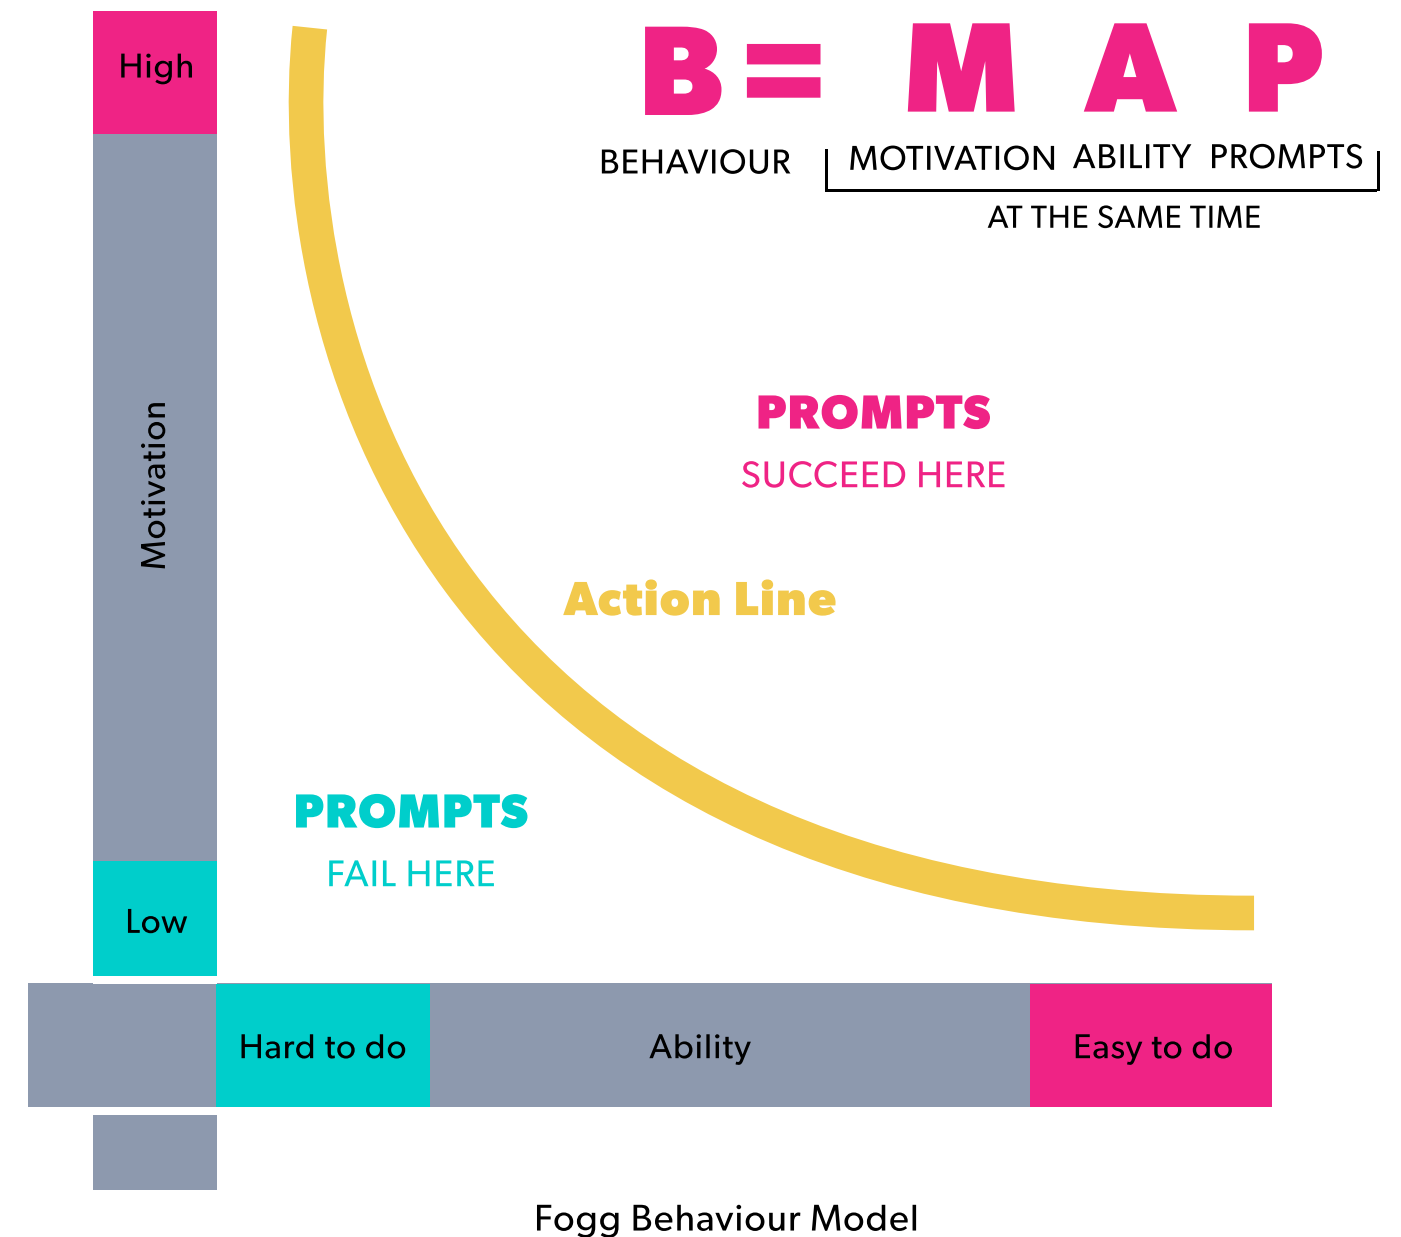 High
B = M A P
BEHAVIOUR MOTIVATION ABILITY PROMPTS
AT THE SAME TIME
Motivation
PROMPTS
SUCCEED HERE
Action Line
PROMPTS
FAIL HERE
Low
Hard to do Ability Easy to do
Fogg Behaviour Model